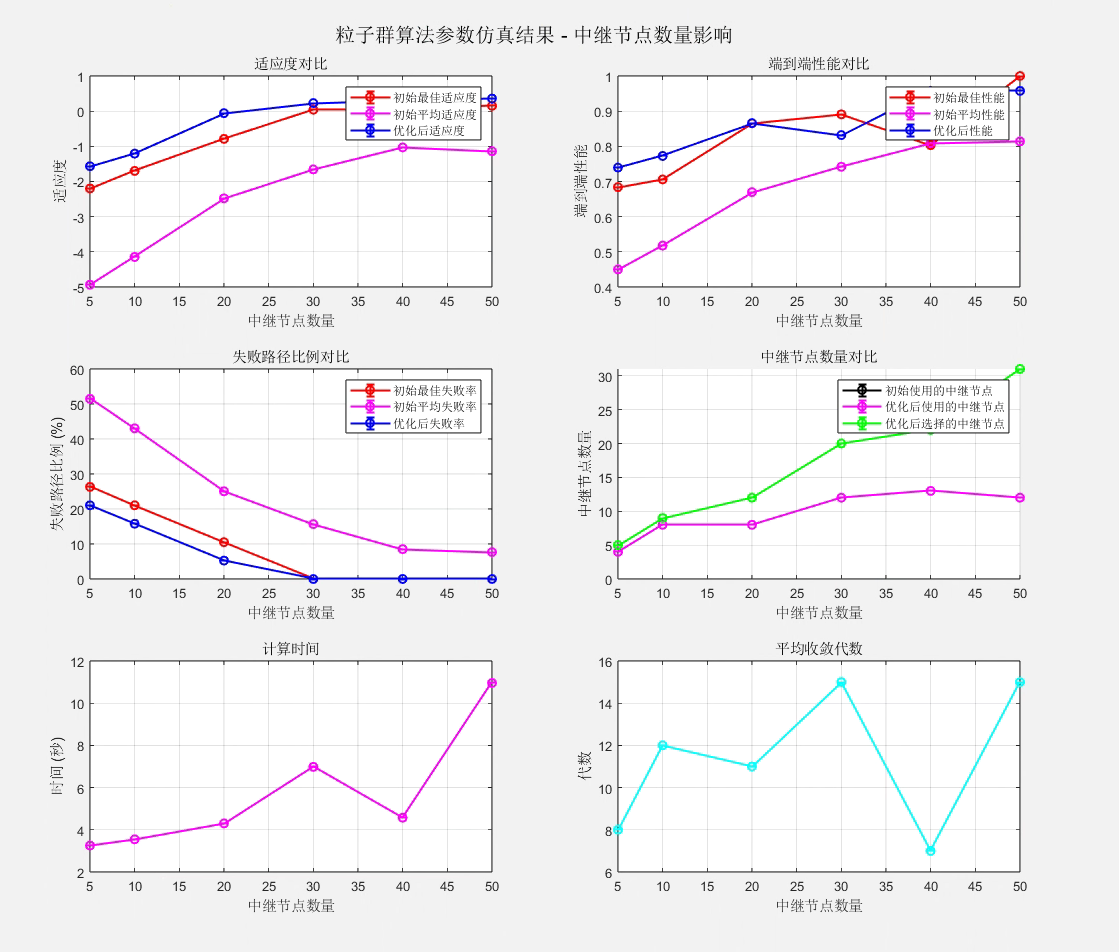 粒子群算法参数仿真结果 - 中继节点数量影响
适应度对比
1
0
-1
-2
-3
-4
-5
适应度
初始最佳适应度
初始平均适应度
优化后适应度
5 10 15 20 25 30 35 40 45 50
中继节点数量
端到端性能对比
1
0.9
0.8
0.7
0.6
0.5
0.4
端到端性能
初始最佳性能
初始平均性能
优化后性能
5 10 15 20 25 30 35 40 45 50
中继节点数量
失败路径比例对比
60
50
40
30
20
10
0
失败路径比例 (%)
初始最佳失败率
初始平均失败率
优化后失败率
5 10 15 20 25 30 35 40 45 50
中继节点数量
中继节点数量对比
30
25
20
15
10
5
0
中继节点数量
初始使用的中继节点
优化后使用的中继节点
优化后选择的中继节点
5 10 15 20 25 30 35 40 45 50
中继节点数量
计算时间
12
10
8
6
4
2
时间 (秒)
5 10 15 20 25 30 35 40 45 50
中继节点数量
平均收敛代数
16
14
12
10
8
6
代数
5 10 15 20 25 30 35 40 45 50
中继节点数量